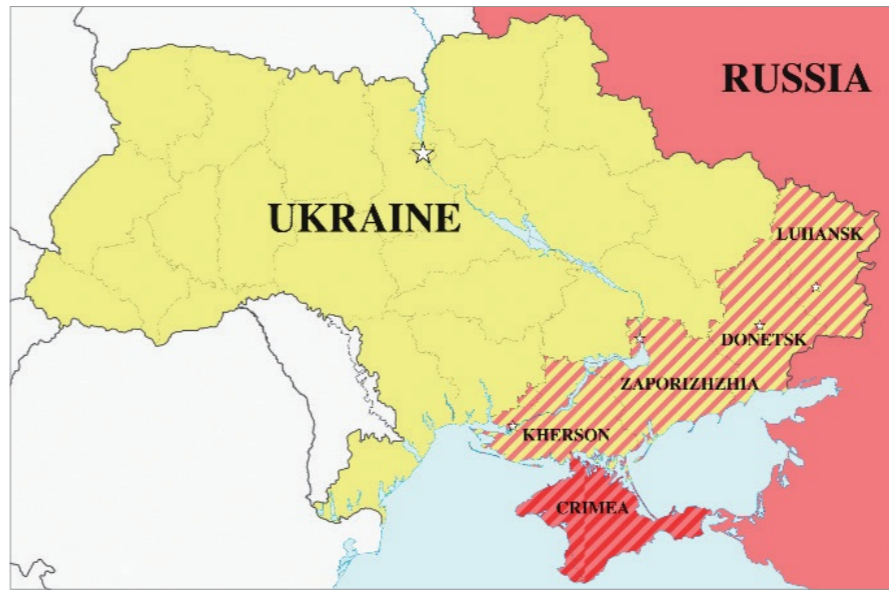 RUSSIA
UKRAINE
LUHANSK
DONETSK
ZAPORIZHZHIA
KHERSON
CRIMEA